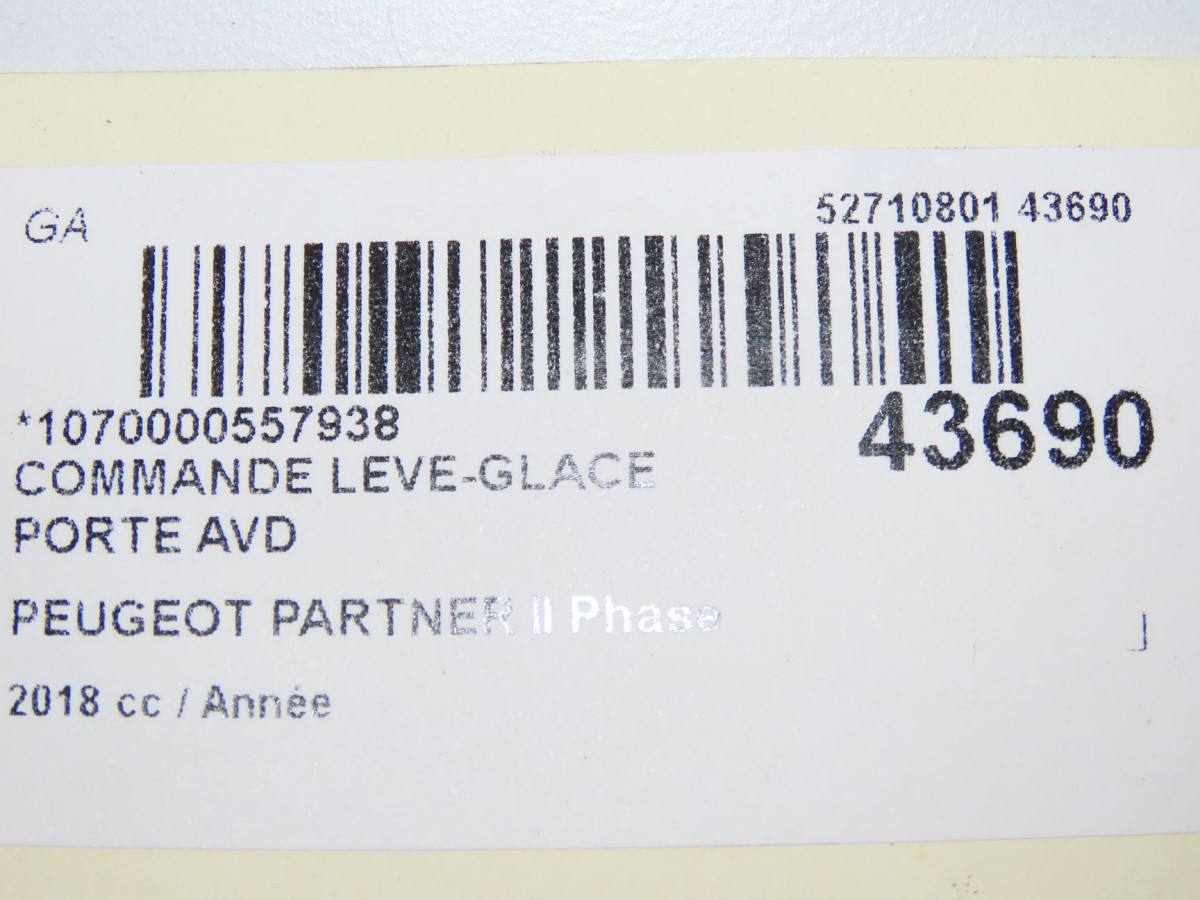 GA
52710801 43690
*1070000557938
43690
COMMANDE LEVE-GLACE
PORTE AVD
PEUGEOT PARTNER II Phase
2018 cc / Année